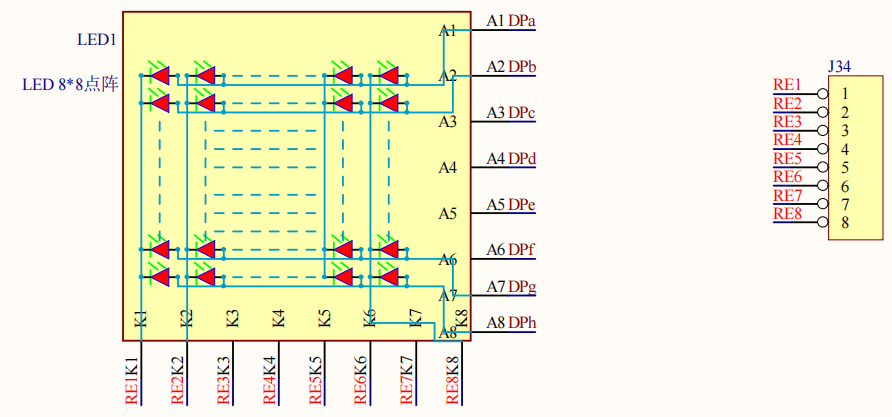 LED1
LED 8*8点阵
A1
A2
A3
A4
A5
A6
A7
A8
A1 DPa
A2 DPb
A3 DPc
A4 DPd
A5 DPe
A6 DPf
A7 DPg
A8 DPh
K1 K2 K3 K4 K5 K6 K7 K8
RE1K1 RE2K2 RE3K3 RE4K4 RE5K5 RE6K6 RE7K7 RE8K8
J34
RE1 1
RE2 2
RE3 3
RE4 4
RE5 5
RE6 6
RE7 7
RE8 8